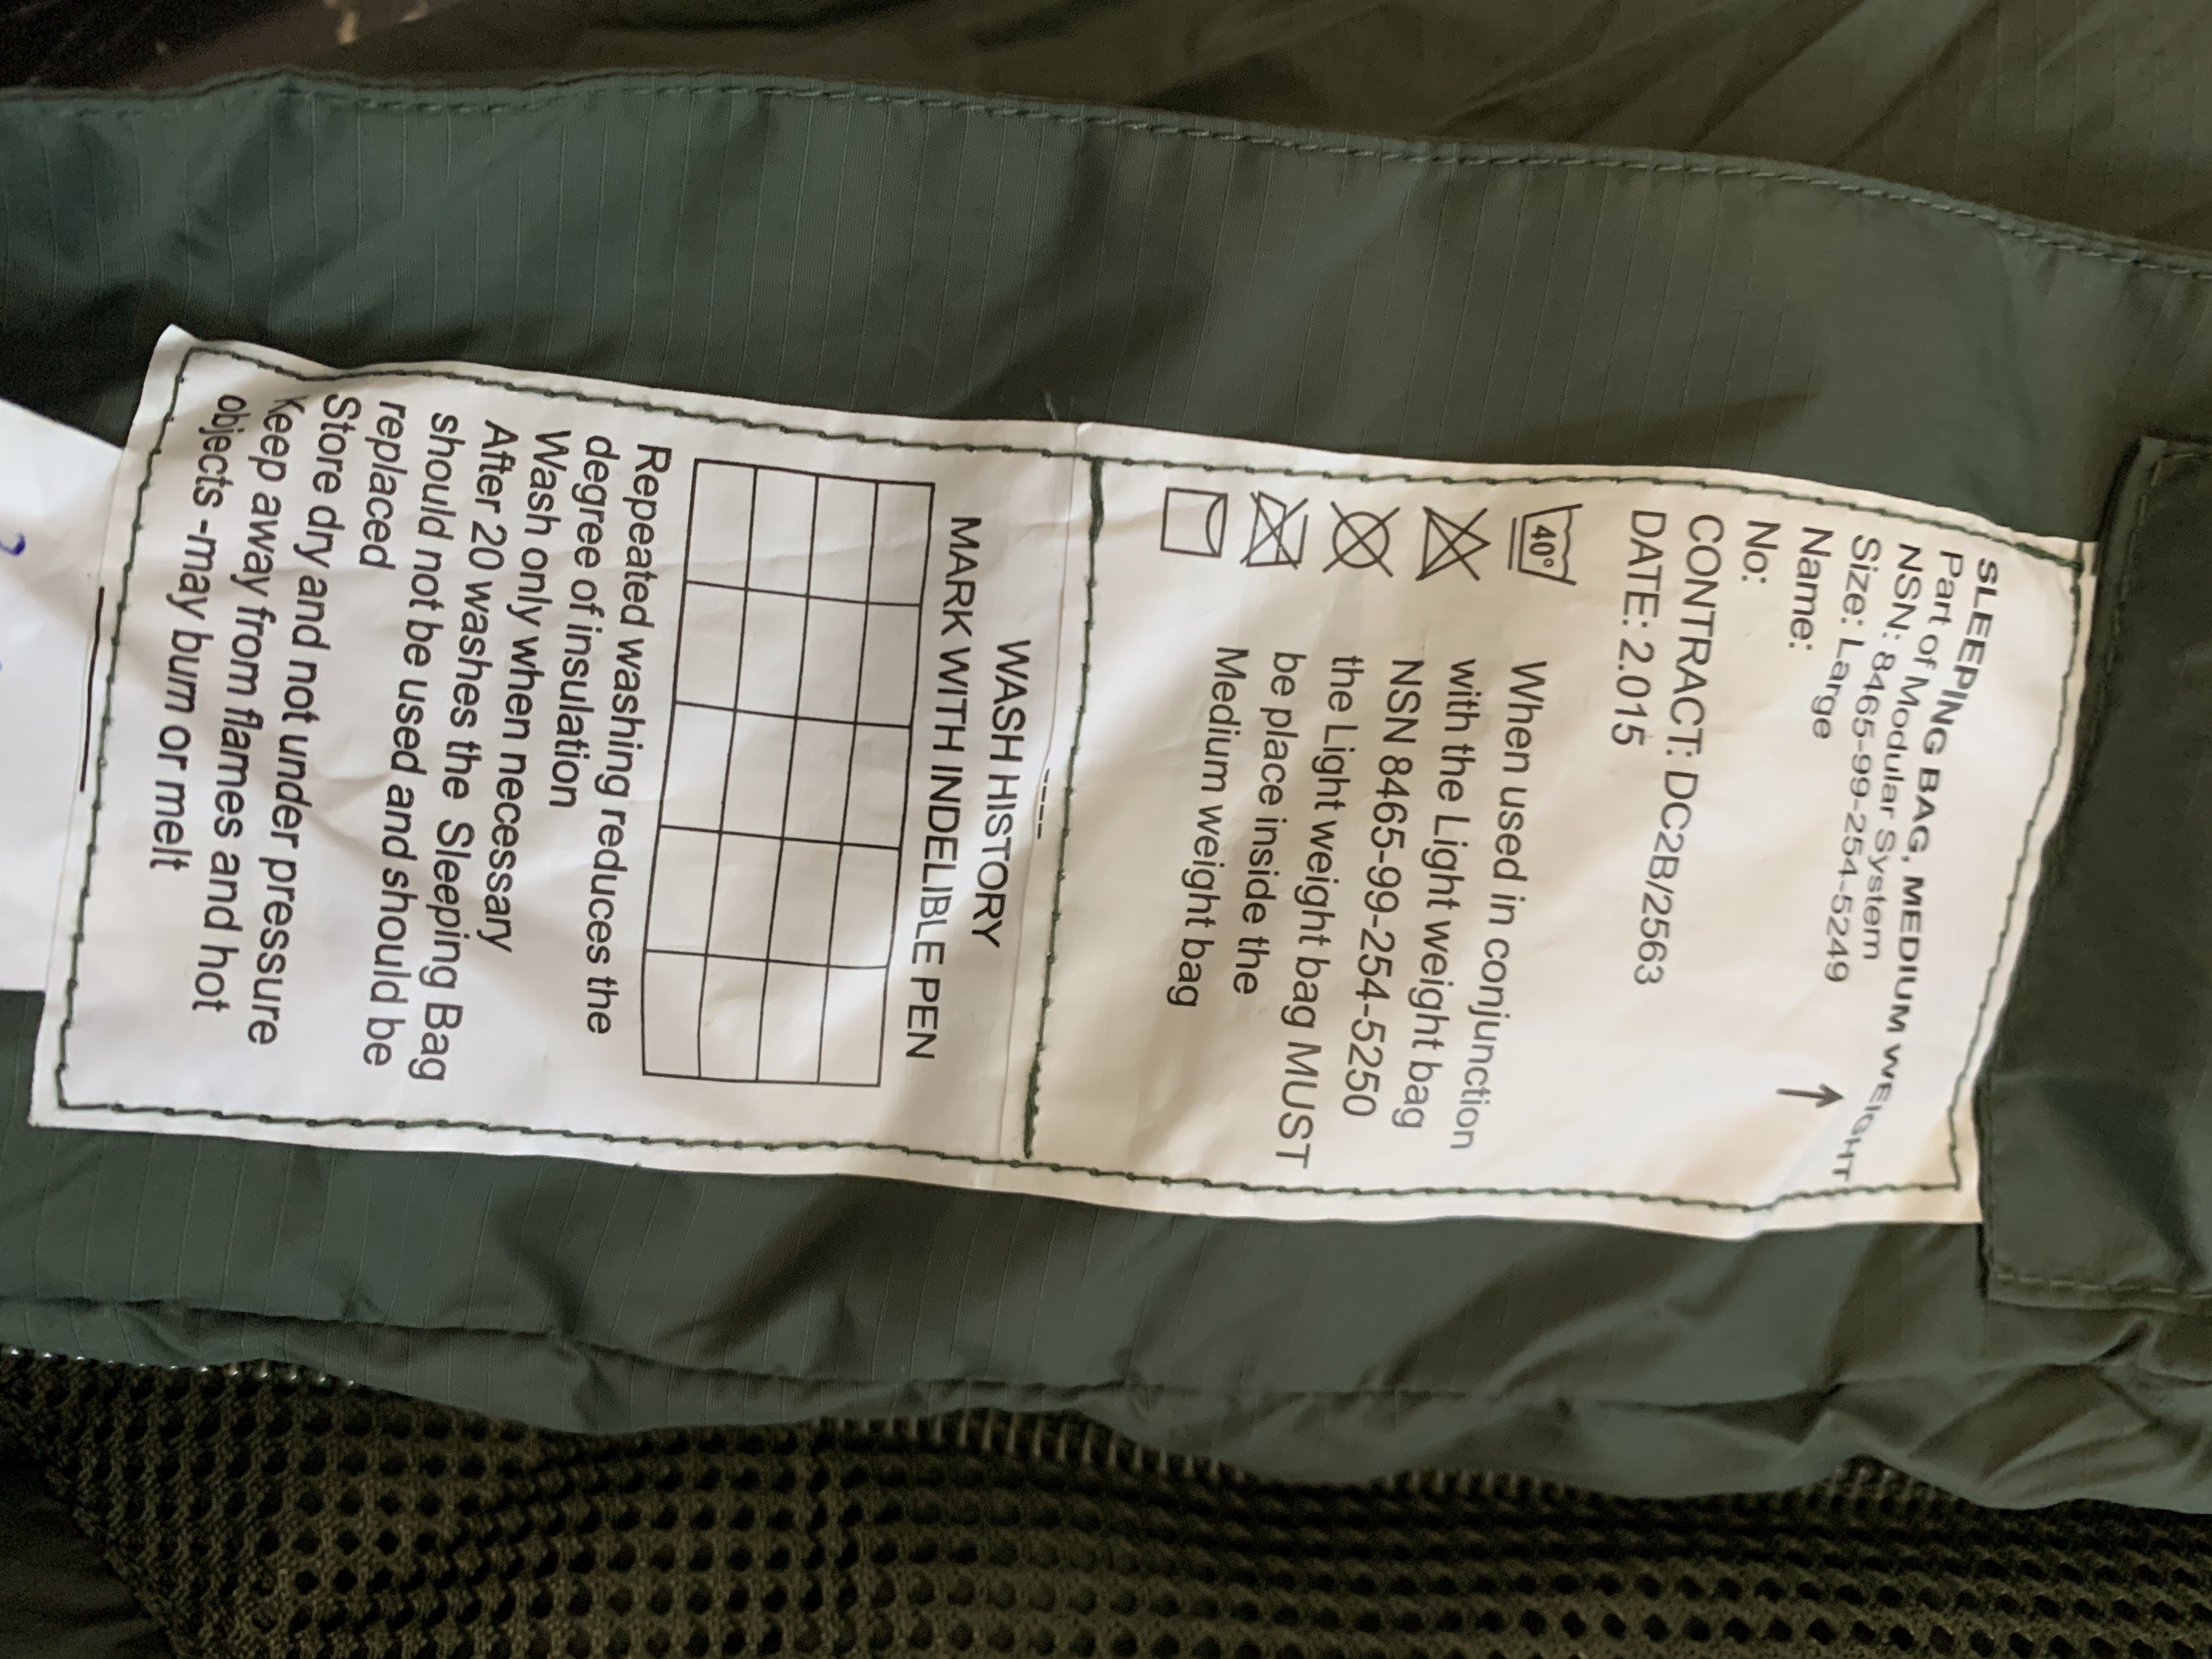 SLEEPING BAG, MEDIUM WEIGHT
Part of Modular System
NSN: 8465-99-254-5249
Size: Large
Name:
No:
CONTRACT: DC2B/2563
DATE: 2.015
40°
When used in conjunction
with the Light weight bag
NSN 8465-99-254-5250
the Light weight bag MUST
be place inside the
Medium weight bag
WASH HISTORY
MARK WITH INDELIBLE PEN
Repeated washing reduces the
degree of insulation
Wash only when necessary
After 20 washes the Sleeping Bag
should not be used and should be
replaced
Store dry and not under pressure
Keep away from flames and hot
objects -may burn or melt